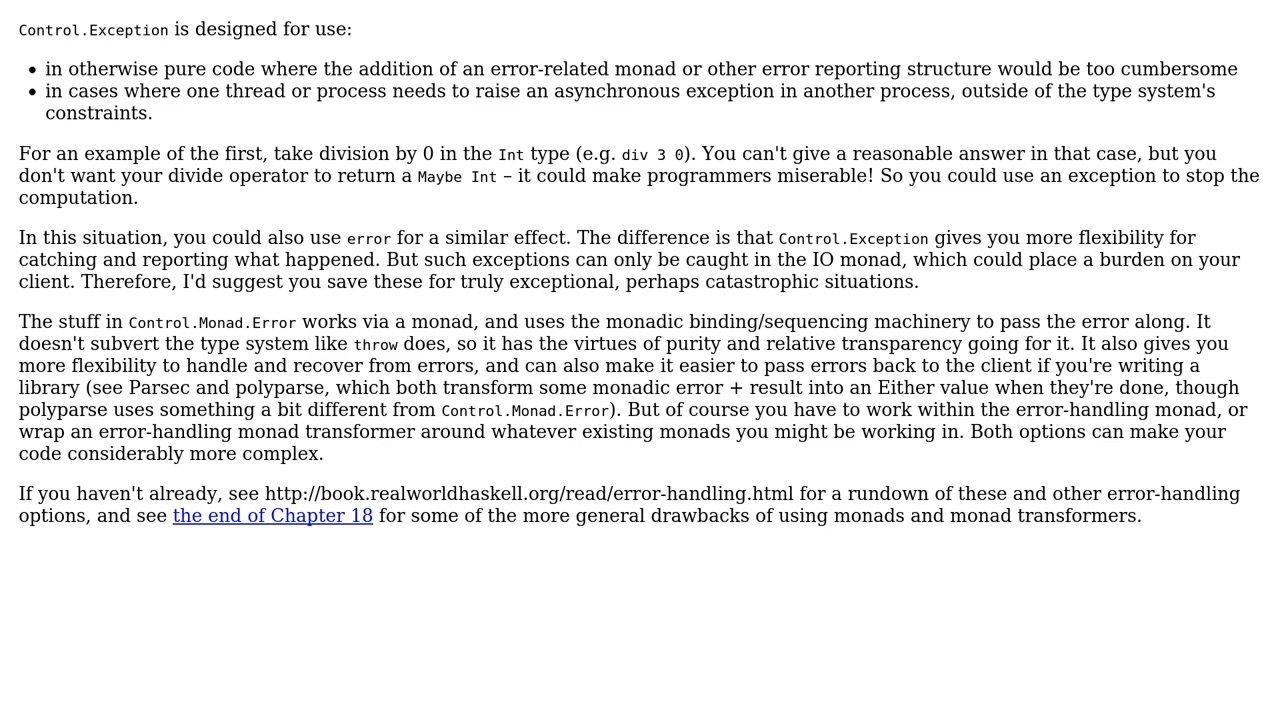 Control.Exception is designed for use:
• in otherwise pure code where the addition of an error-related monad or other error reporting structure would be too cumbersome
• in cases where one thread or process needs to raise an asynchronous exception in another process, outside of the type system's
constraints.
For an example of the first, take division by 0 in the Int type (e.g. div 3 0). You can't give a reasonable answer in that case, but you
don't want your divide operator to return a Maybe Int – it could make programmers miserable! So you could use an exception to stop the
computation.
In this situation, you could also use error for a similar effect. The difference is that Control.Exception gives you more flexibility for
catching and reporting what happened. But such exceptions can only be caught in the IO monad, which could place a burden on your
client. Therefore, I'd suggest you save these for truly exceptional, perhaps catastrophic situations.
The stuff in Control.Monad.Error works via a monad, and uses the monadic binding/sequencing machinery to pass the error along. It
doesn't subvert the type system like throw does, so it has the virtues of purity and relative transparency going for it. It also gives you
more flexibility to handle and recover from errors, and can also make it easier to pass errors back to the client if you're writing a
library (see Parsec and polyparse, which both transform some monadic error + result into an Either value when they're done, though
polyparse uses something a bit different from Control.Monad.Error). But of course you have to work within the error-handling monad, or
wrap an error-handling monad transformer around whatever existing monads you might be working in. Both options can make your
code considerably more complex.
If you haven't already, see http://book.realworldhaskell.org/read/error-handling.html for a rundown of these and other error-handling
options, and see the end of Chapter 18 for some of the more general drawbacks of using monads and monad transformers.